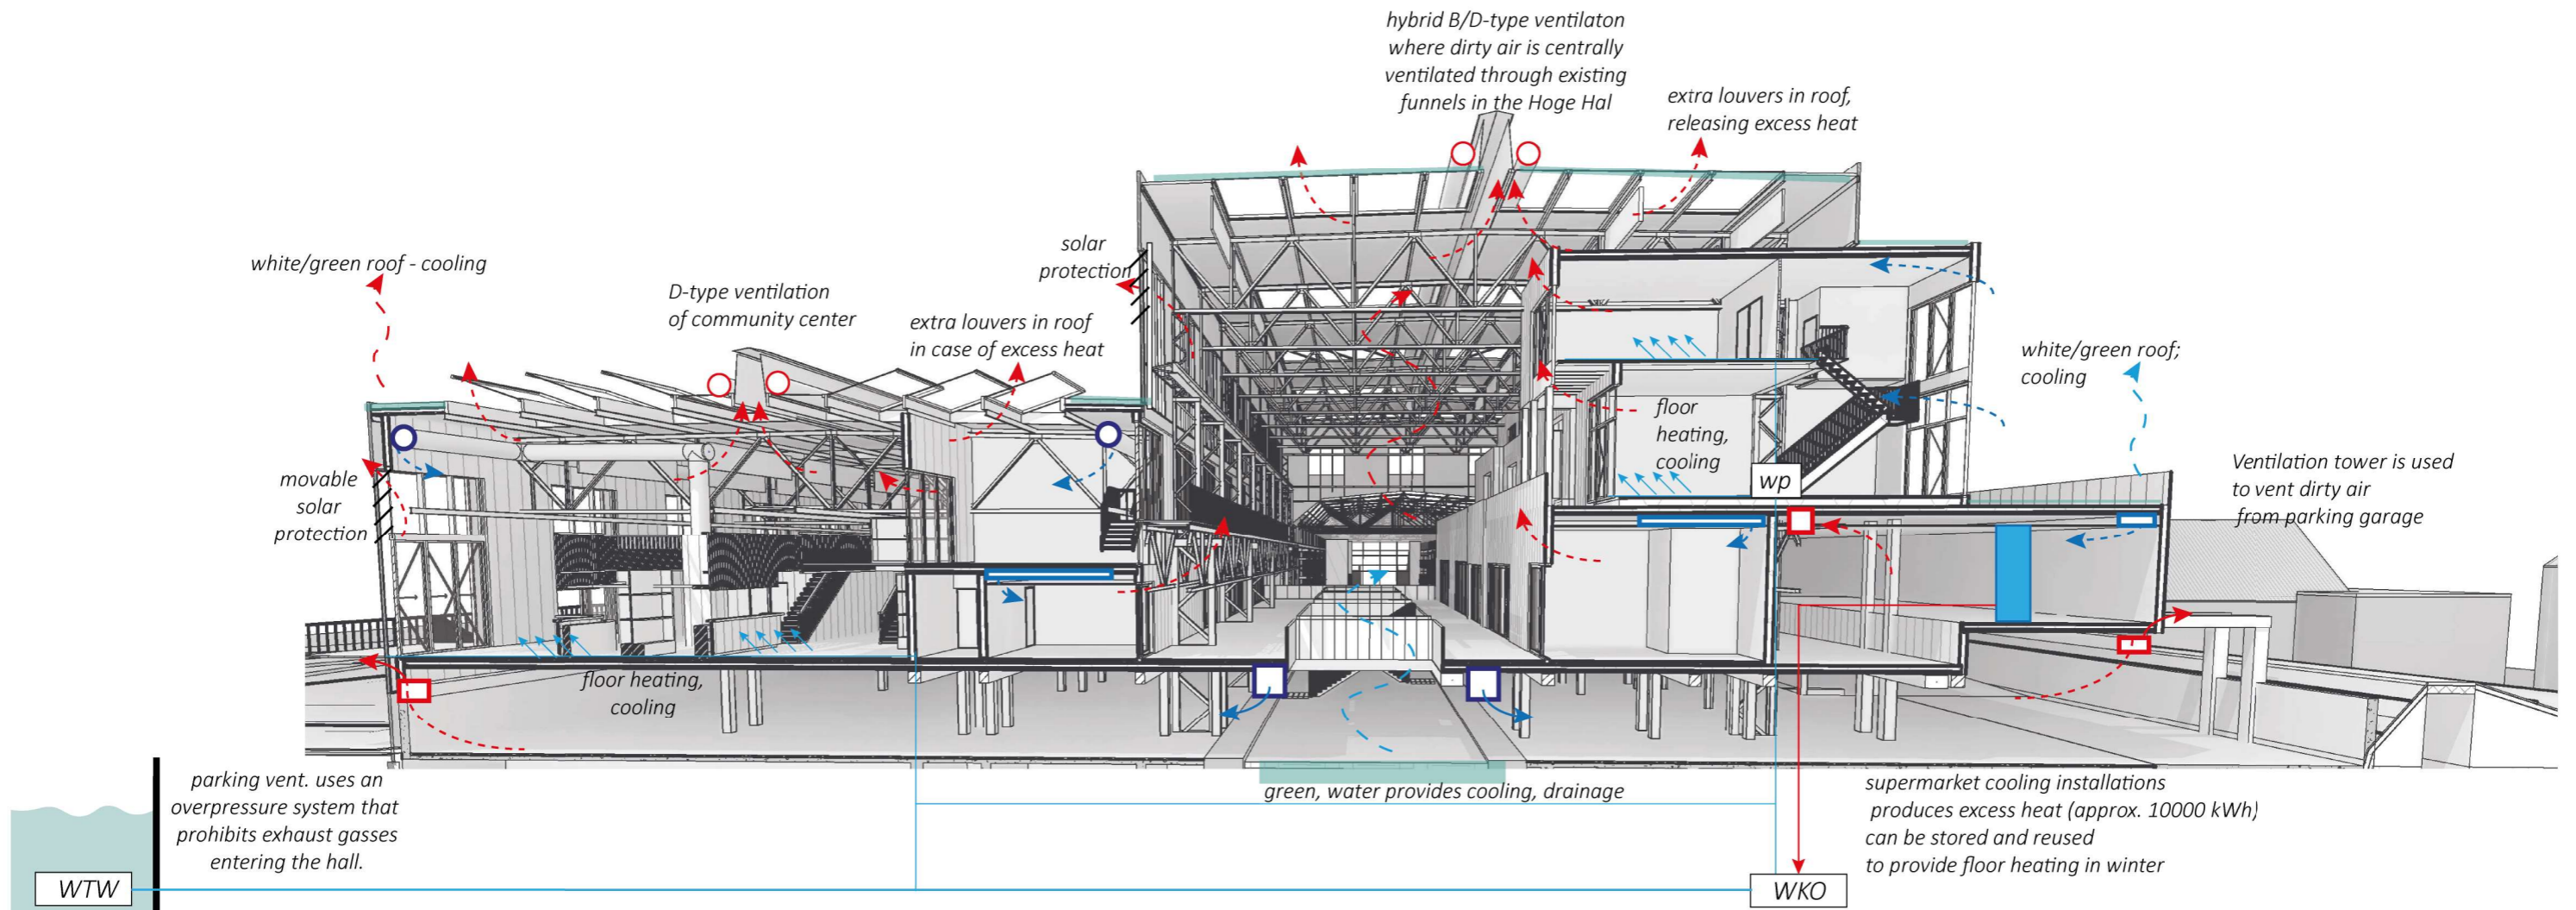 hybrid B/D-type ventilaton
where dirty air is centrally
ventilated through existing
funnels in the Hoge Hal
extra louvers in roof,
releasing excess heat
solar
protection
white/green roof - cooling
D-type ventilation
of community center
extra louvers in roof
in case of excess heat
white/green roof;
cooling
floor
heating,
cooling
wp
movable
solar
protection
Ventilation tower is used
to vent dirty air
from parking garage
floor heating,
cooling
parking vent. uses an
overpressure system that
prohibits exhaust gasses
entering the hall.
green, water provides cooling, drainage
supermarket cooling installations
produces excess heat (approx. 10000 kWh)
can be stored and reused
to provide floor heating in winter
WTW
WKO